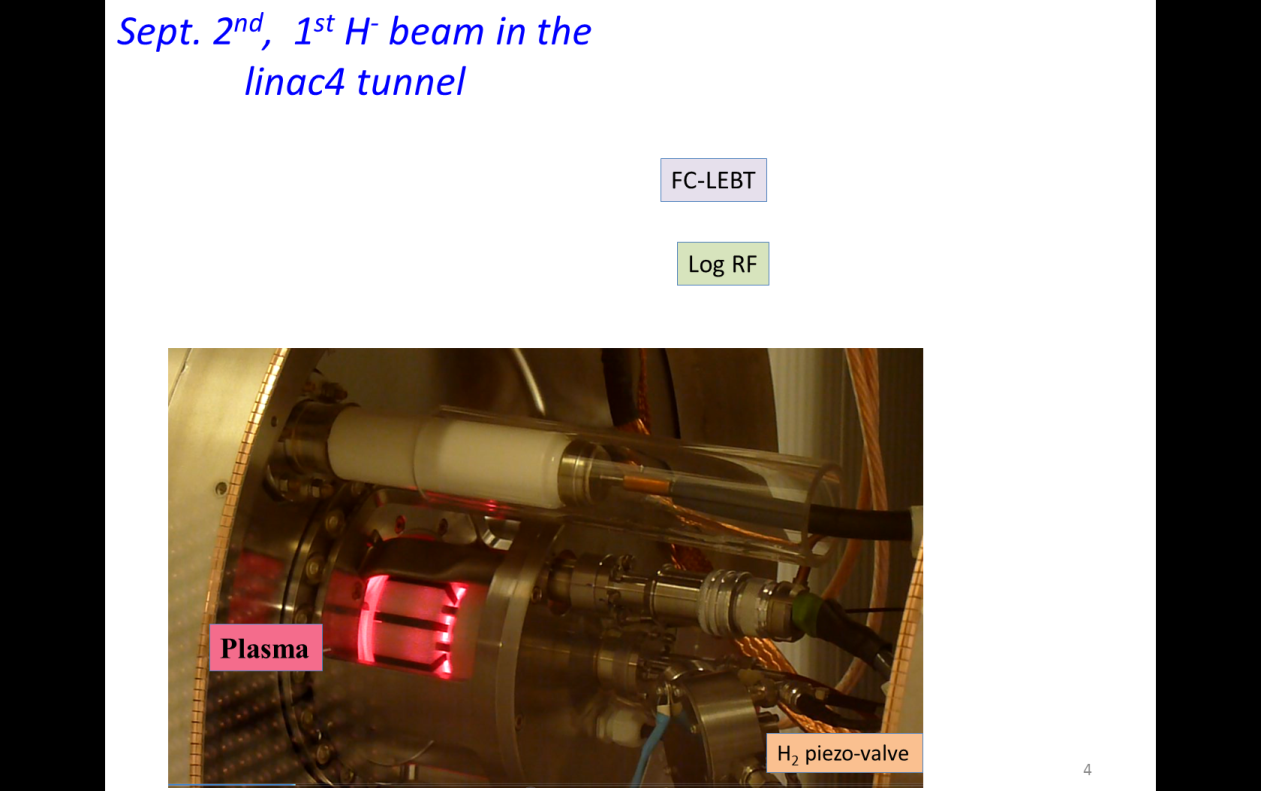 Sept. 2nd, 1st H- beam in the
linac4 tunnel
FC-LEBT
Log RF
Plasma
H2 piezo-valve
4